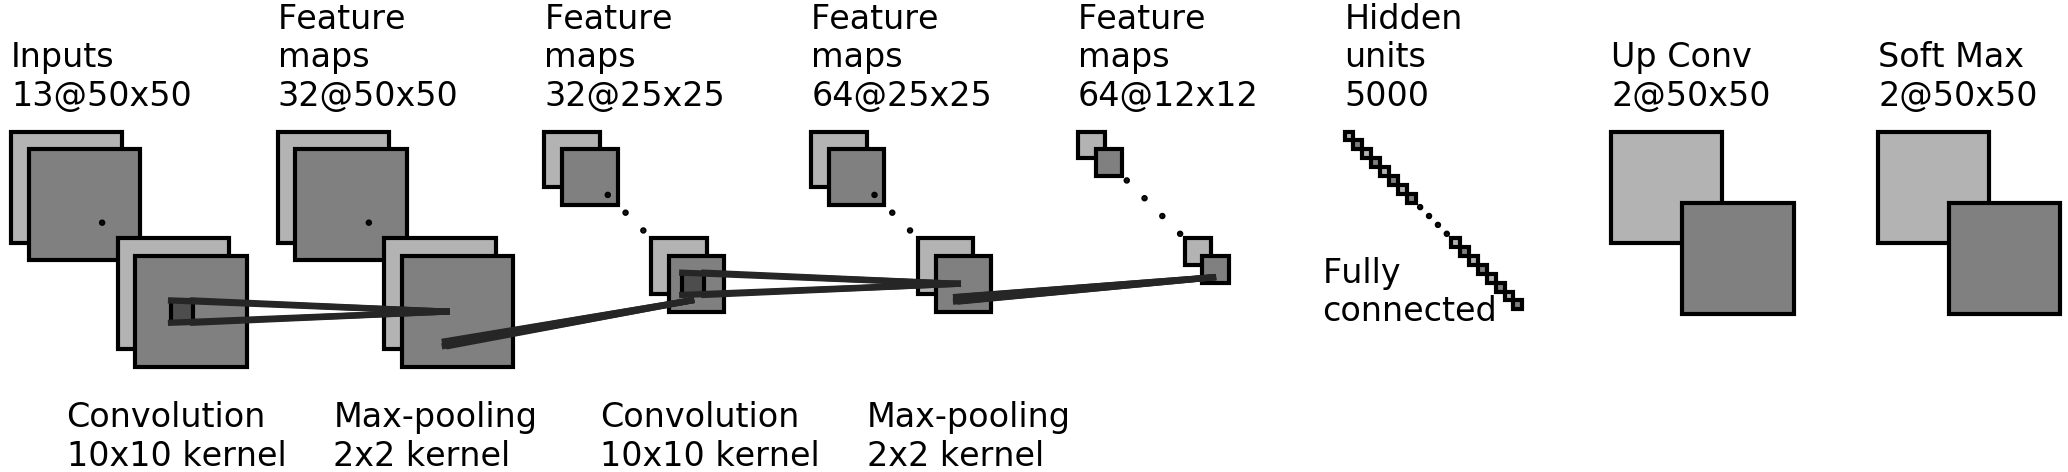 Inputs
13@50x50
Feature
maps
32@50x50
Feature
maps
32@25x25
Feature
maps
64@25x25
Feature
maps
64@12x12
Hidden
units
5000
Up Conv
2@50x50
Soft Max
2@50x50
Fully
connected
Convolution
10x10 kernel
Max-pooling
2x2 kernel
Convolution
10x10 kernel
Max-pooling
2x2 kernel